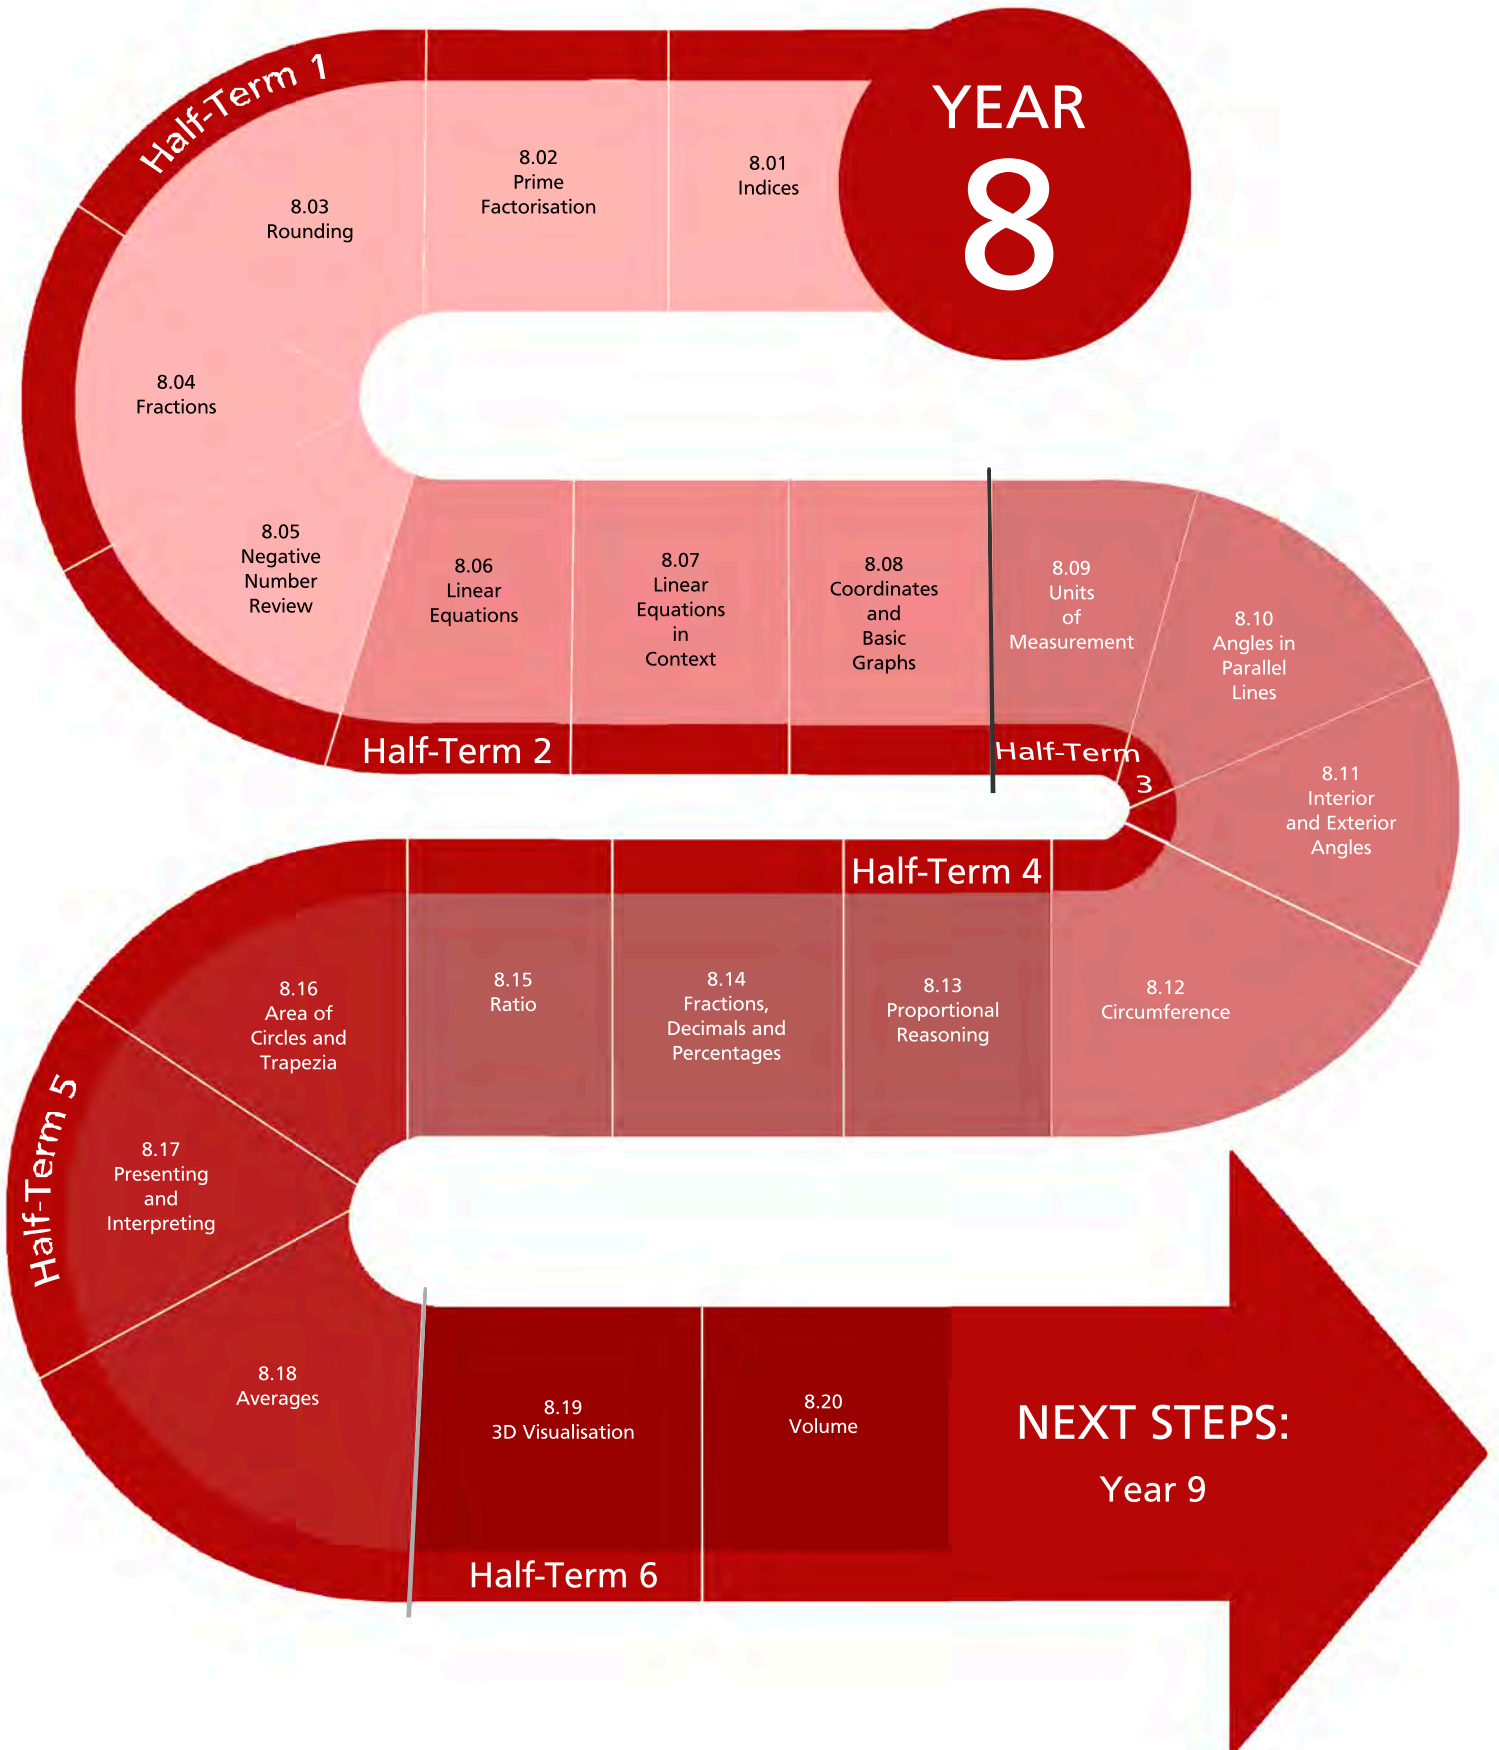 YEAR
8
Half-Term 1
8.01
Indices
8.02
Prime
Factorisation
8.03
Rounding
8.04
Fractions
8.05
Negative
Number
Review
Half-Term 2
8.06
Linear
Equations
8.07
Linear
Equations
in
Context
8.08
Coordinates
and
Basic
Graphs
Half-Term
3
8.09
Units
of
Measurement
8.10
Angles in
Parallel
Lines
8.11
Interior
and Exterior
Angles
8.12
Circumference
Half-Term 4
8.13
Proportional
Reasoning
8.14
Fractions,
Decimals and
Percentages
8.15
Ratio
Half-Term 5
8.16
Area of
Circles and
Trapezia
8.17
Presenting
and
Interpreting
8.18
Averages
Half-Term 6
8.19
3D Visualisation
8.20
Volume
NEXT STEPS:
Year 9